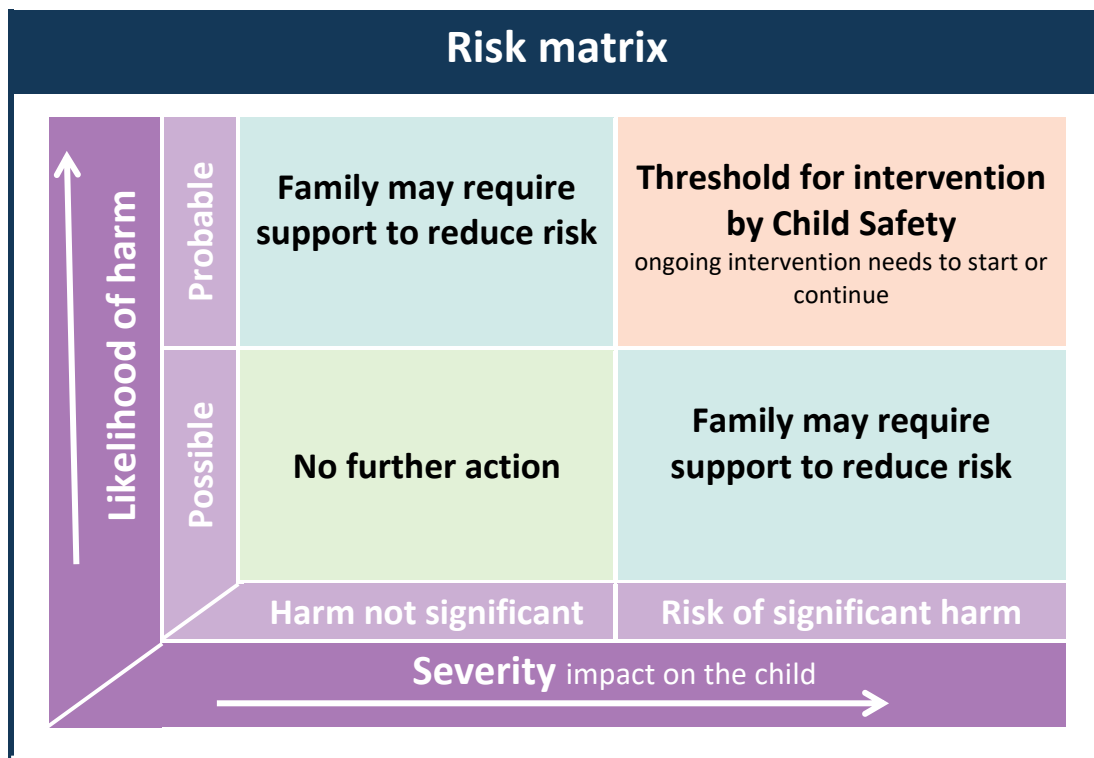 Risk matrix
Likelihood of harm
Probable
Family may require
support to reduce risk
Threshold for intervention
by Child Safety
ongoing intervention needs to start or
continue
Possible
No further action
Family may require
support to reduce risk
Harm not significant
Risk of significant harm
Severity impact on the child